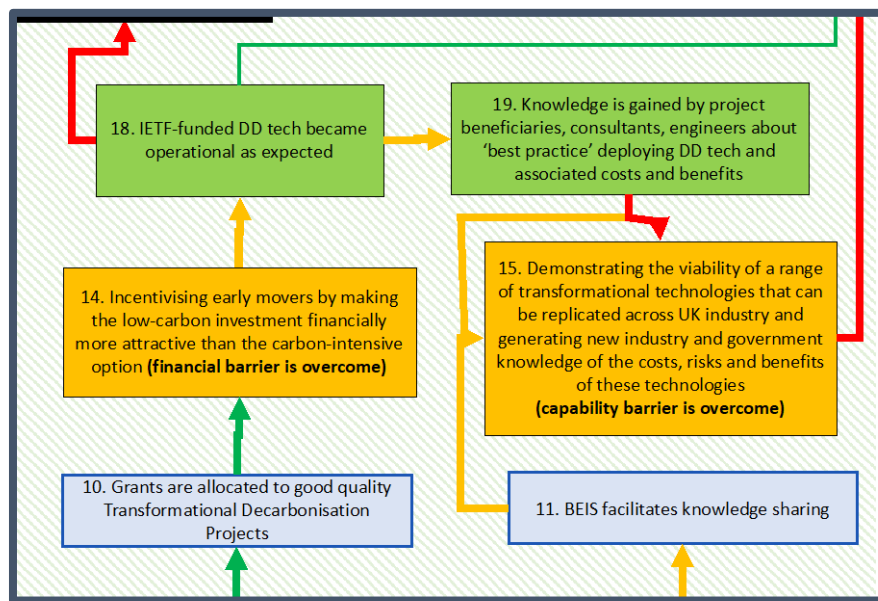 18. IETF-funded DD tech became
operational as expected
19. Knowledge is gained by project
beneficiaries, consultants, engineers about
‘best practice’ deploying DD tech and
associated costs and benefits
14. Incentivising early movers by making
the low-carbon investment financially
more attractive than the carbon-intensive
option (financial barrier is overcome)
15. Demonstrating the viability of a range
of transformational technologies that can
be replicated across UK industry and
generating new industry and government
knowledge of the costs, risks and benefits
of these technologies
(capability barrier is overcome)
10. Grants are allocated to good quality
Transformational Decarbonisation
Projects
11. BEIS facilitates knowledge sharing